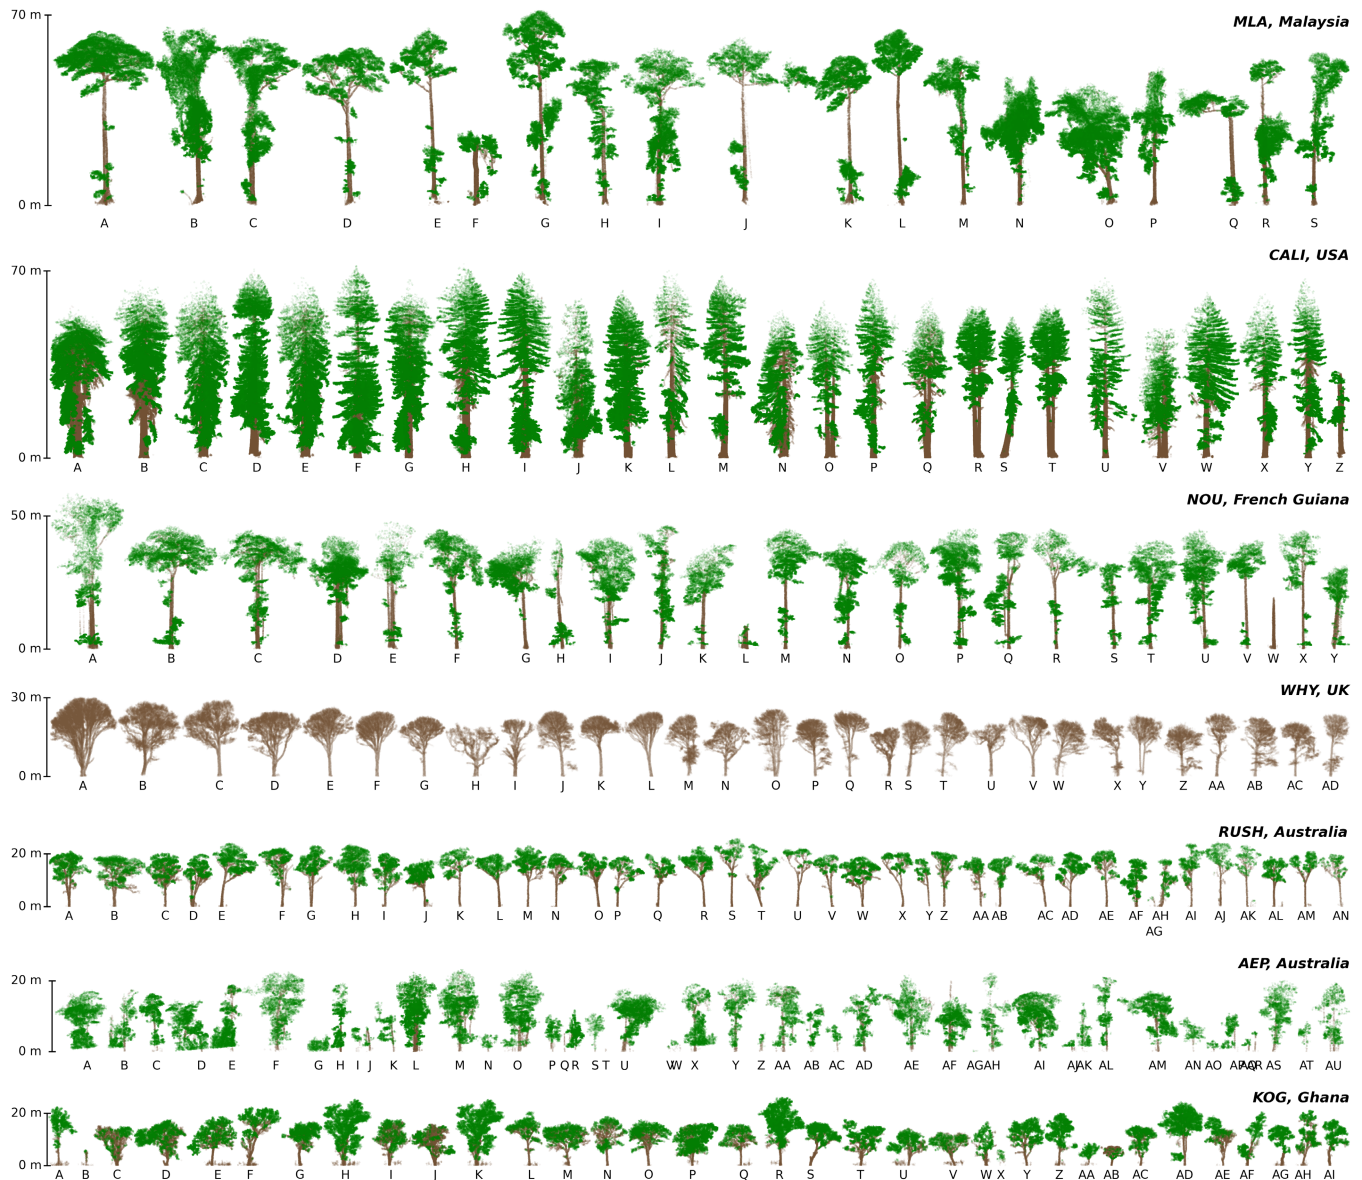 70 m
MLA, Malaysia
0 m
A B C D E F G H I J K L M N O P Q R S
CALI, USA
70 m
0 m
A B C D E F G H I J K L M N O P Q R S T U V W X Y Z
NOU, French Guiana
50 m
0 m
A B C D E F G H I J K L M N O P Q R S T U V W X Y
WHY, UK
30 m
0 m
A B C D E F G H I J K L M N O P Q R S T U V W X Y Z AA AB AC AD
RUSH, Australia
20 m
0 m
A B C D E F G H I J K L M N O P Q R S T U V W X Y Z AA AB AC AD AE AF AH AI AJ AK AL AM AN
AG
AEP, Australia
20 m
0 m
A B C D E F G H I J K L M N O P Q R S T U W X Y Z AA AB AC AD AE AF AG AH AI AK AL AM AN AO AS AT AU
KOG, Ghana
20 m
0 m
A B C D E F G H I J K L M N O P Q R S T U V W X Y Z AA AB AC AD AE AF AG AH AI